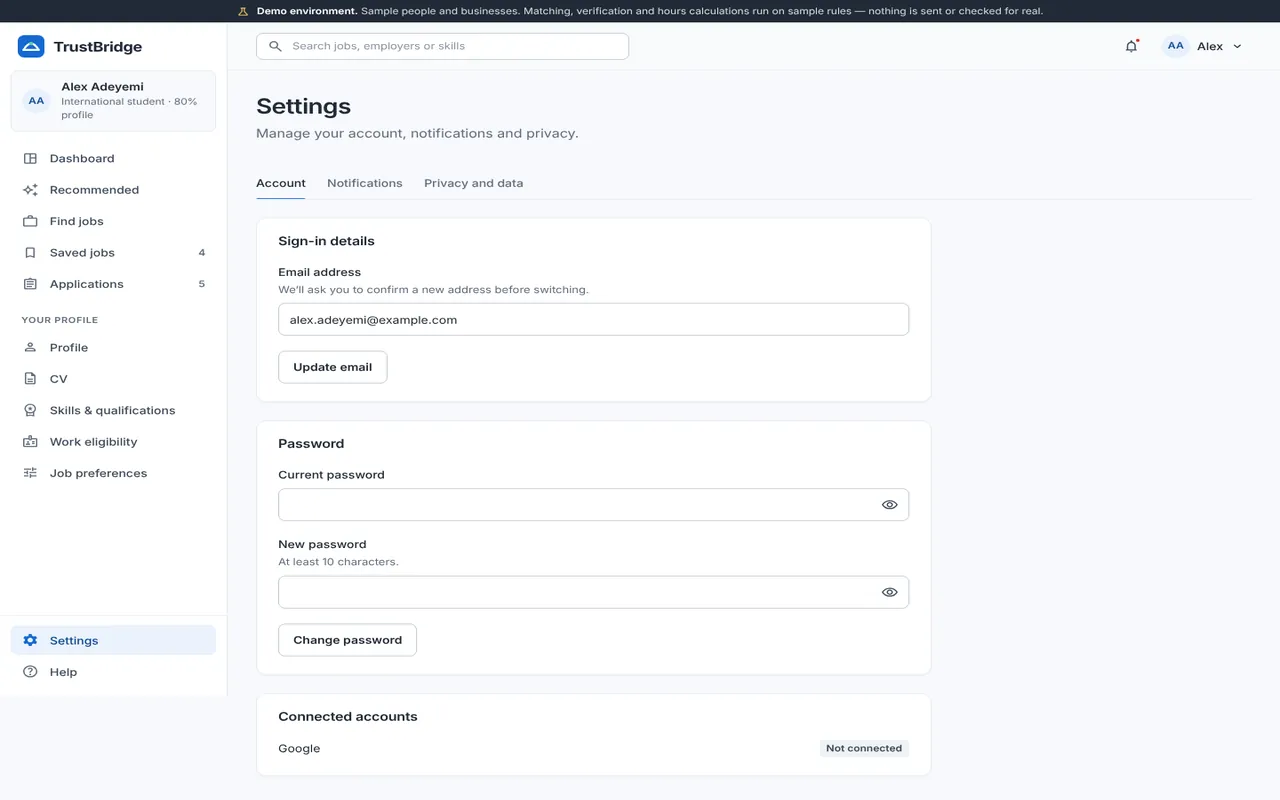 Demo environment. Sample people and businesses. Matching, verification and hours calculations run on sample rules — nothing is sent or checked for real.
TrustBridge
Search jobs, employers or skills
AA
Alex
AA
Alex Adeyemi
International student · 80%
profile
Dashboard
Recommended
Find jobs
Saved jobs 4
Applications 5
YOUR PROFILE
Profile
CV
Skills & qualifications
Work eligibility
Job preferences
Settings
Help
Settings
Manage your account, notifications and privacy.
Account Notifications Privacy and data
Sign-in details
Email address
We'll ask you to confirm a new address before switching.
alex.adeyemi@example.com
Update email
Password
Current password
New password
At least 10 characters.
Change password
Connected accounts
Google Not connected